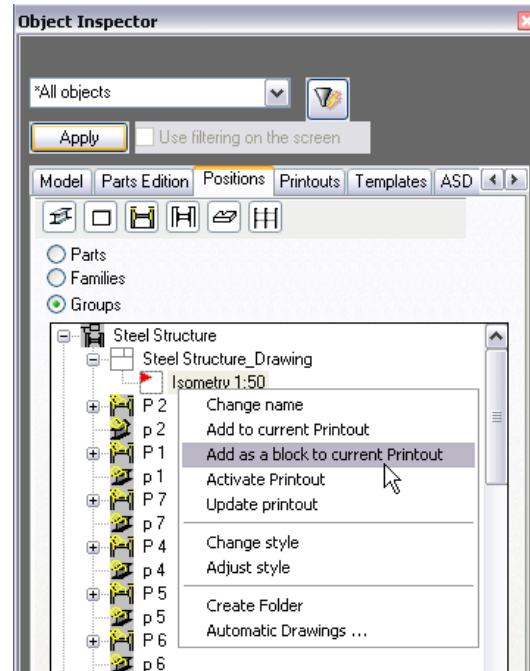 Object Inspector
*All objects
Apply Use filtering on the screen
Model Parts Edition Positions Printouts Templates ASD
Parts
Families
Groups
Steel Structure
Steel Structure_Drawing
Isometry 1:50
P 2
p 2
P 1
p 1
P 7
p 7
P 4
p 4
P 5
p 5
P 6
p 6
Change name
Add to current Printout
Add as a block to current Printout
Activate Printout
Update printout
Change style
Adjust style
Create Folder
Automatic Drawings ...